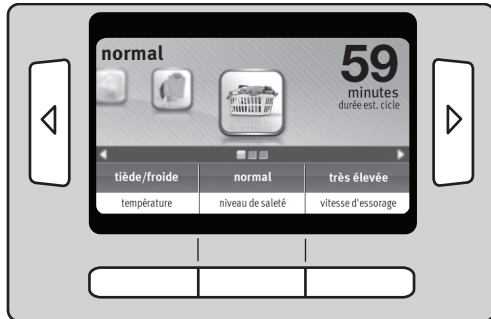 normal
59
minutes
durée est. cicle
tiède/froide normal très élevée
température niveau de saleté vitesse d'essorage